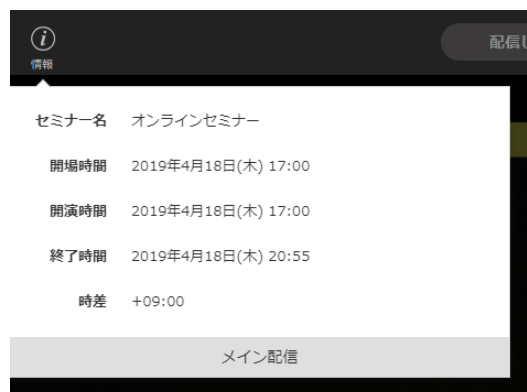 i
情報
配信し
セミナー名 オンラインセミナー
開場時間 2019年4月18日(木) 17:00
開演時間 2019年4月18日(木) 17:00
終了時間 2019年4月18日(木) 20:55
時差 +09:00
メイン配信